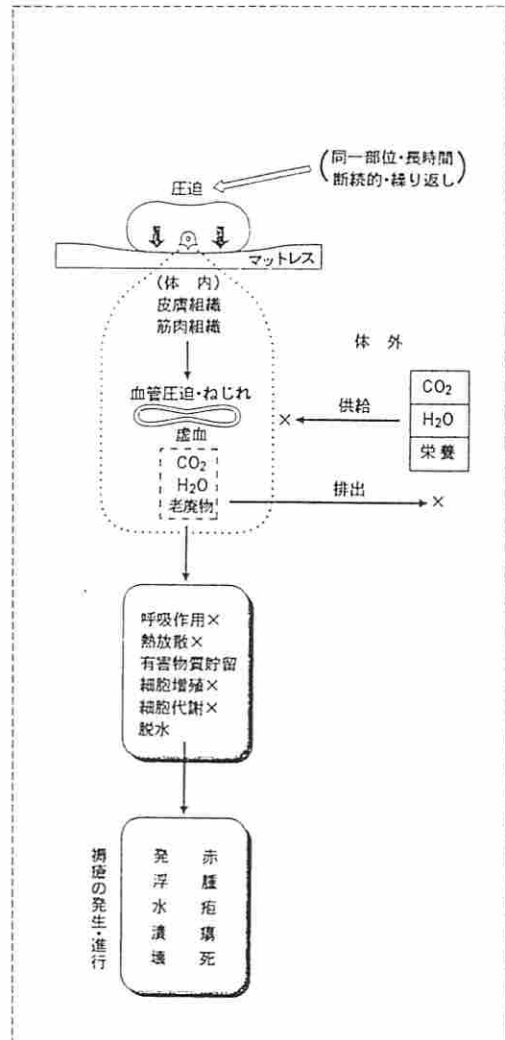 (同一部位・長時間
断続的・繰り返し)
圧迫
マットレス
(体 内)
皮膚組織
筋肉組織
体 外
血管圧迫・ねじれ
虚血
CO₂
H₂O
老廃物
供給
×
CO₂
H₂O
栄養
排出
×
呼吸作用×
熱放散×
有害物質貯留
細胞増殖×
細胞代謝×
脱水
褥瘡の発生・進行
発 赤
浮 腫
水 疱
潰 瘍
壊 死